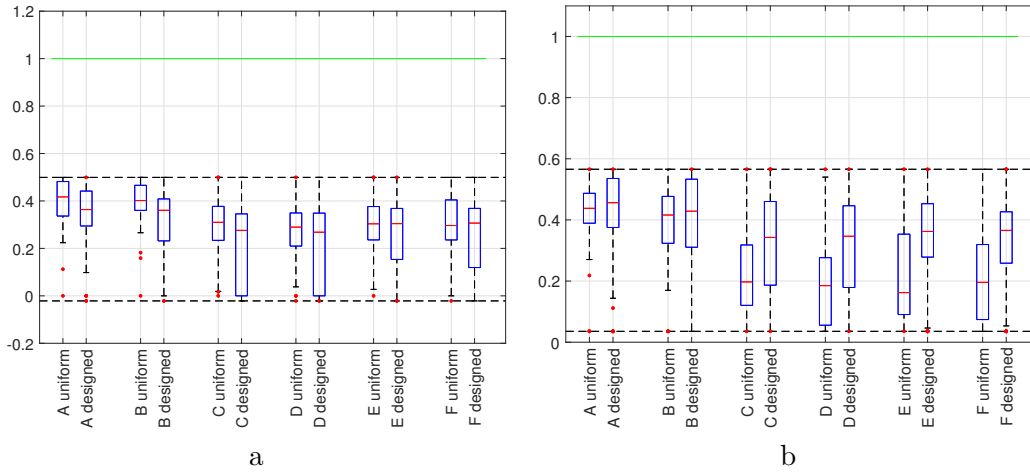 1.2
1
0.8
0.6
0.4
0.2
0
-0.2
A uniform
A designed
B uniform
B designed
C uniform
C designed
D uniform
D designed
E uniform
E designed
F uniform
F designed
a
1
0.8
0.6
0.4
0.2
0
A uniform
A designed
B uniform
B designed
C uniform
C designed
D uniform
D designed
E uniform
E designed
F uniform
F designed
b